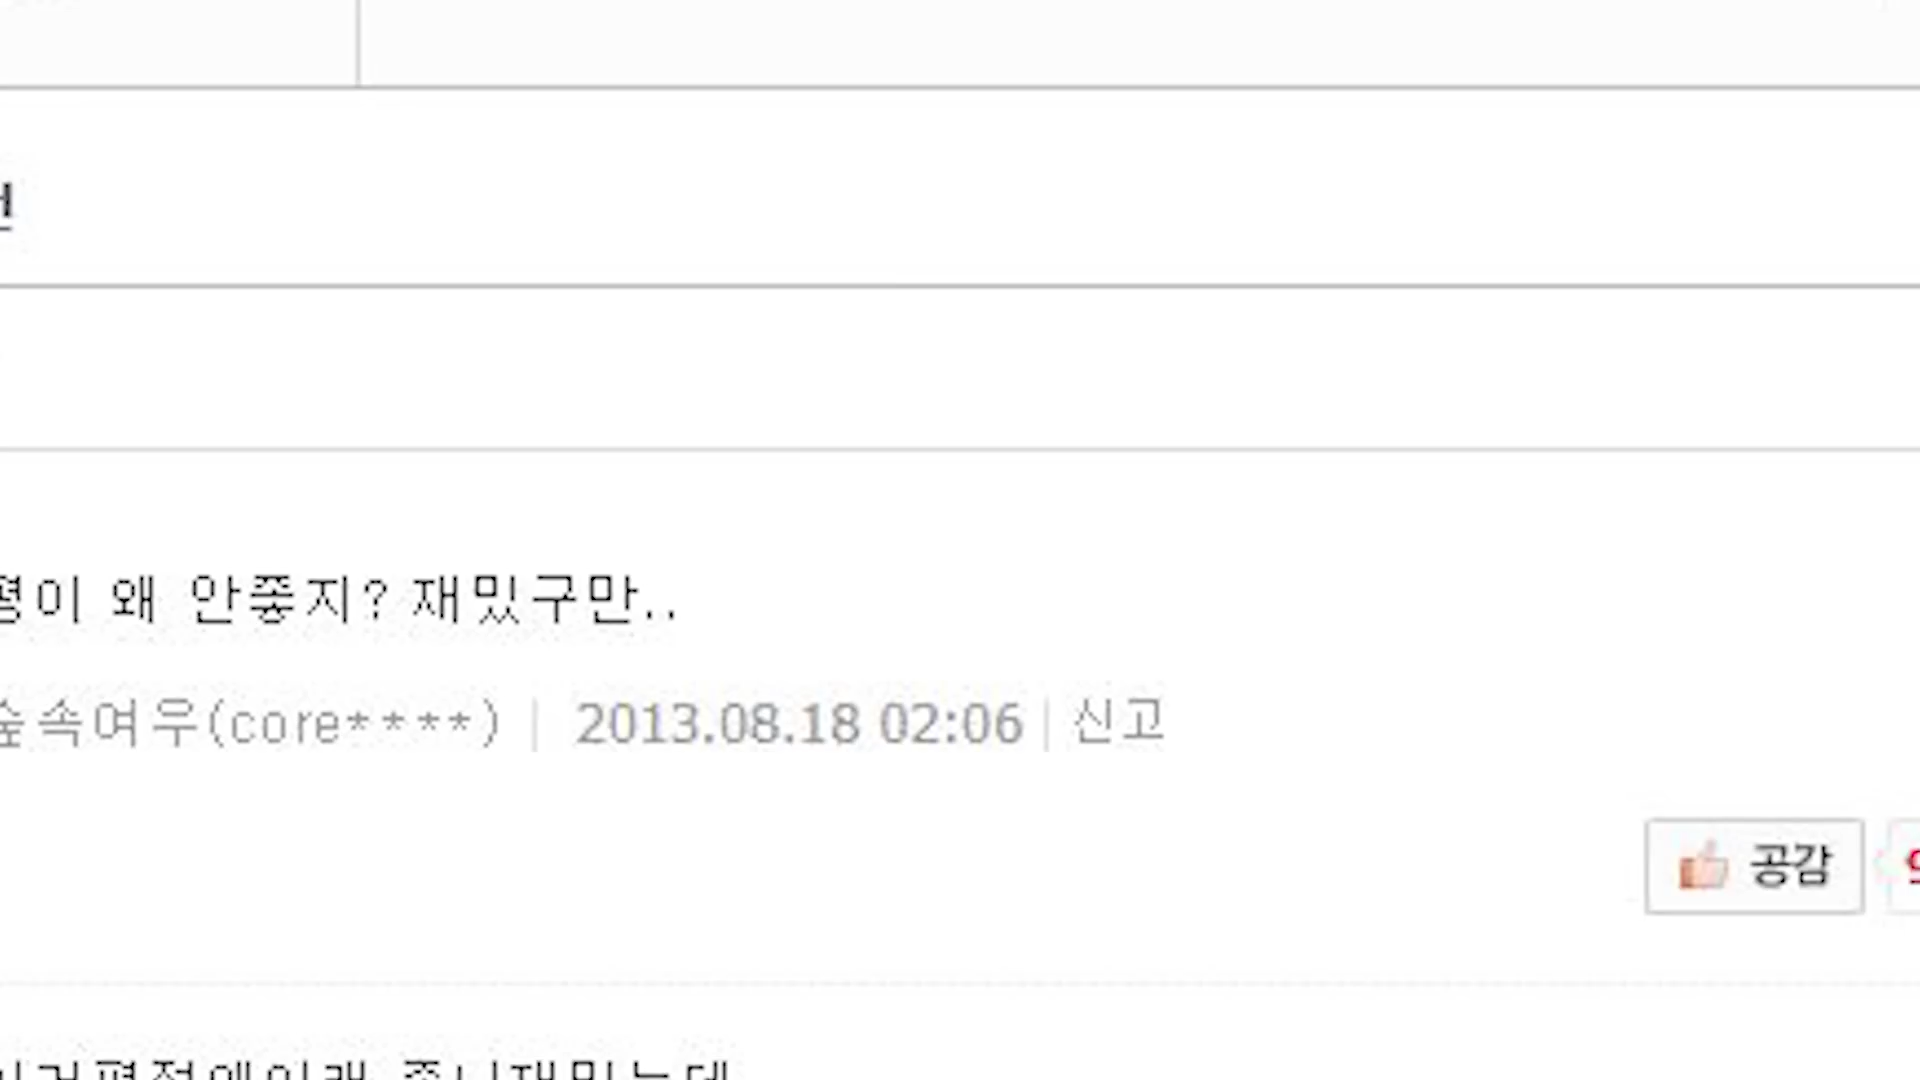 평이 왜 안좋지? 재밌구만..
숲속여우(core****) | 2013.08.18 02:06 | 신고
공감